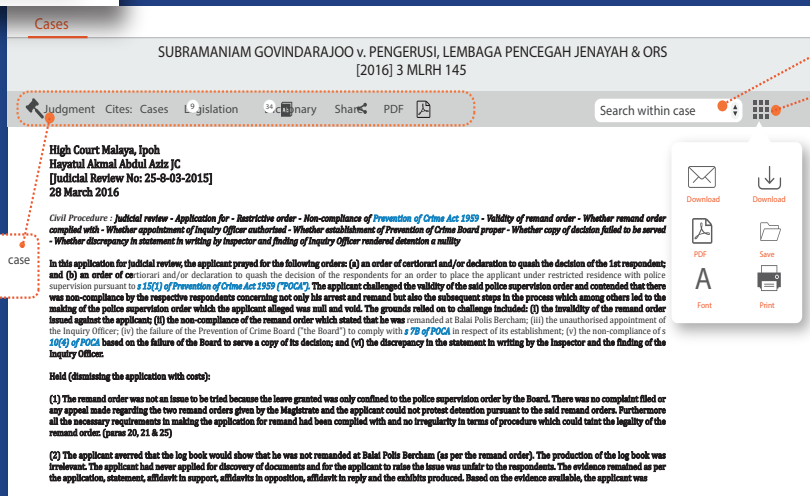 Cases
SUBRAMANIAM GOVINDARAJOO v. PENGERUSI, LEMBAGA PENCEGAH JENAYAH & ORS
[2016] 3 MLRH 145
Judgment Cites: Cases 9 Legislation 34 Dictionary Share PDF
Search within case
High Court Malaya, Ipoh
Hayatul Akmal Abdul Aziz JC
[Judicial Review No: 25-8-03-2015]
28 March 2016
Civil Procedure : Judicial review - Application for - Restrictive order - Non-compliance of Prevention of Crime Act 1959 - Validity of remand order - Whether remand order
complied with - Whether appointment of Inquiry Officer authorised - Whether establishment of Prevention of Crime Board proper - Whether copy of decision failed to be served
- Whether discrepancy in statement in writing by Inspector and finding of Inquiry Officer rendered detention a nullity
In this application for judicial review, the applicant prayed for the following orders: (a) an order of certiorari and/or declaration to quash the decision of the 1st respondent;
and (b) an order of certiorari and/or declaration to quash the decision of the respondents for an order to place the applicant under restricted residence with police
supervision pursuant to s 15(1) of Prevention of Crime Act 1959 ("POCA"). The applicant challenged the validity of the said police supervision order and contended that there
was non-compliance by the respective respondents concerning not only his arrest and remand but also the subsequent steps in the process which among others led to the
making of the police supervision order which the applicant alleged was null and void. The grounds relied on to challenge included: (i) the invalidity of the remand order
issued against the applicant; (ii) the non-compliance of the remand order which stated that he was remanded at Balai Polis Bercham; (iii) the unauthorised appointment of
the Inquiry Officer; (iv) the failure of the Prevention of Crime Board ("the Board") to comply with s 7B of POCA in respect of its establishment; (v) the non-compliance of s
10(4) of POCA based on the failure of the Board to serve a copy of its decision; and (vi) the discrepancy in the statement in writing by the Inspector and the finding of the
Inquiry Officer.
Held (dismissing the application with costs):
(1) The remand order was not an issue to be tried because the leave granted was only confined to the police supervision order by the Board. There was no complaint filed or
any appeal made regarding the two remand orders given by the Magistrate and the applicant could not protest detention pursuant to the said remand orders. Furthermore
all the necessary requirements in making the application for remand had been complied with and no irregularity in terms of procedure which could taint the legality of the
remand order. (paras 20, 21 & 25)
(2) The applicant averred that the log book would show that he was not remanded at Balai Polis Bercham (as per the remand order). The production of the log book was
irrelevant. The applicant had never applied for discovery of documents and for the applicant to raise the issue was unfair to the respondents. The evidence remained as per
the application, statement, affidavit in support, affidavits in opposition, affidavit in reply and the exhibits produced. Based on the evidence available, the applicant was
case
Download Download
PDF Save
A
Font Print